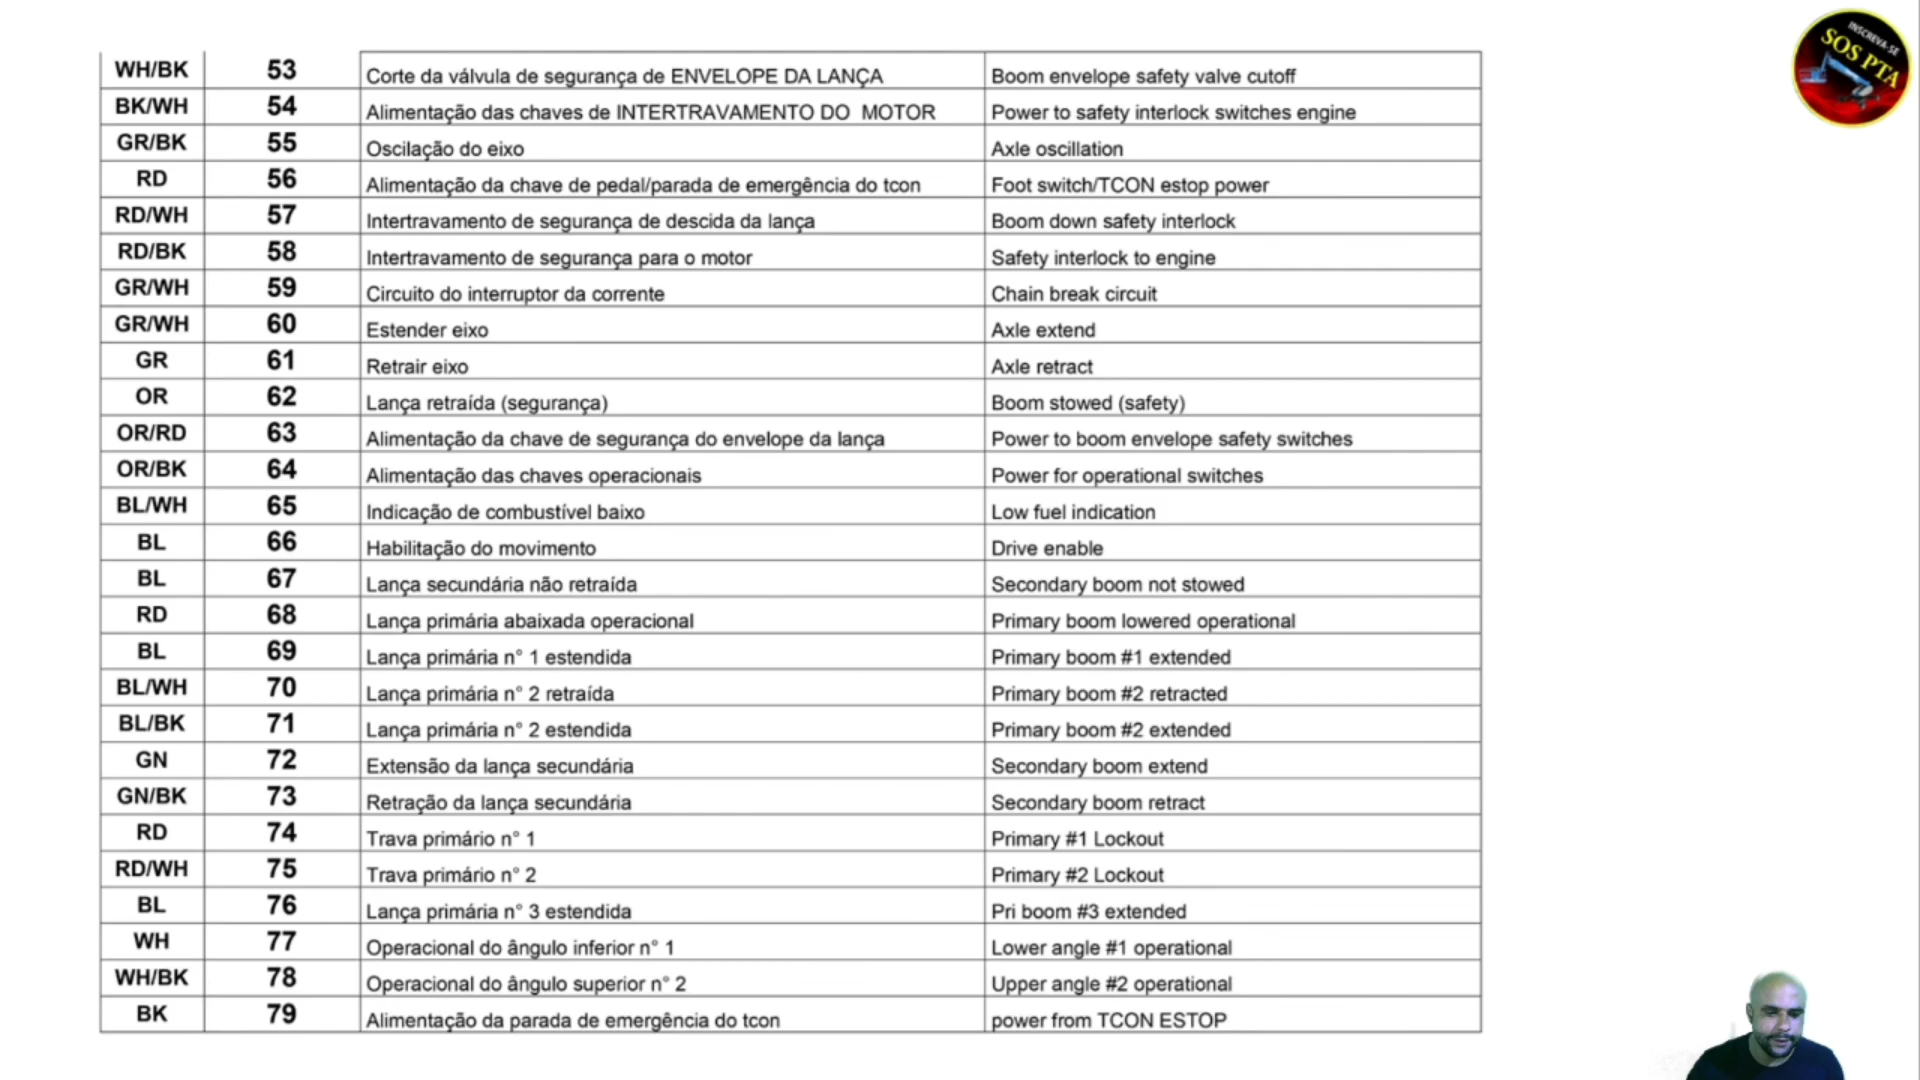 WH/BK 53 Corte da válvula de segurança de ENVELOPE DA LANÇA Boom envelope safety valve cutoff
BK/WH 54 Alimentação das chaves de INTERTRAVAMENTO DO MOTOR Power to safety interlock switches engine
GR/BK 55 Oscilação do eixo Axle oscillation
RD 56 Alimentação da chave de pedal/parada de emergência do tcon Foot switch/TCON estop power
RD/WH 57 Intertravamento de segurança de descida da lança Boom down safety interlock
RD/BK 58 Intertravamento de segurança para o motor Safety interlock to engine
GR/WH 59 Circuito do interruptor da corrente Chain break circuit
GR/WH 60 Estender eixo Axle extend
GR 61 Retrair eixo Axle retract
OR 62 Lança retraída (segurança) Boom stowed (safety)
OR/RD 63 Alimentação da chave de segurança do envelope da lança Power to boom envelope safety switches
OR/BK 64 Alimentação das chaves operacionais Power for operational switches
BL/WH 65 Indicação de combustível baixo Low fuel indication
BL 66 Habilitação do movimento Drive enable
BL 67 Lança secundária não retraída Secondary boom not stowed
RD 68 Lança primária abaixada operacional Primary boom lowered operational
BL 69 Lança primária n° 1 estendida Primary boom #1 extended
BL/WH 70 Lança primária n° 2 retraída Primary boom #2 retracted
BL/BK 71 Lança primária n° 2 estendida Primary boom #2 extended
GN 72 Extensão da lança secundária Secondary boom extend
GN/BK 73 Retração da lança secundária Secondary boom retract
RD 74 Trava primário n° 1 Primary #1 Lockout
RD/WH 75 Trava primário n° 2 Primary #2 Lockout
BL 76 Lança primária n° 3 estendida Pri boom #3 extended
WH 77 Operacional do ângulo inferior n° 1 Lower angle #1 operational
WH/BK 78 Operacional do ângulo superior n° 2 Upper angle #2 operational
BK 79 Alimentação da parada de emergência do tcon power from TCON ESTOP
INSCREVA-SE
SOS PTA